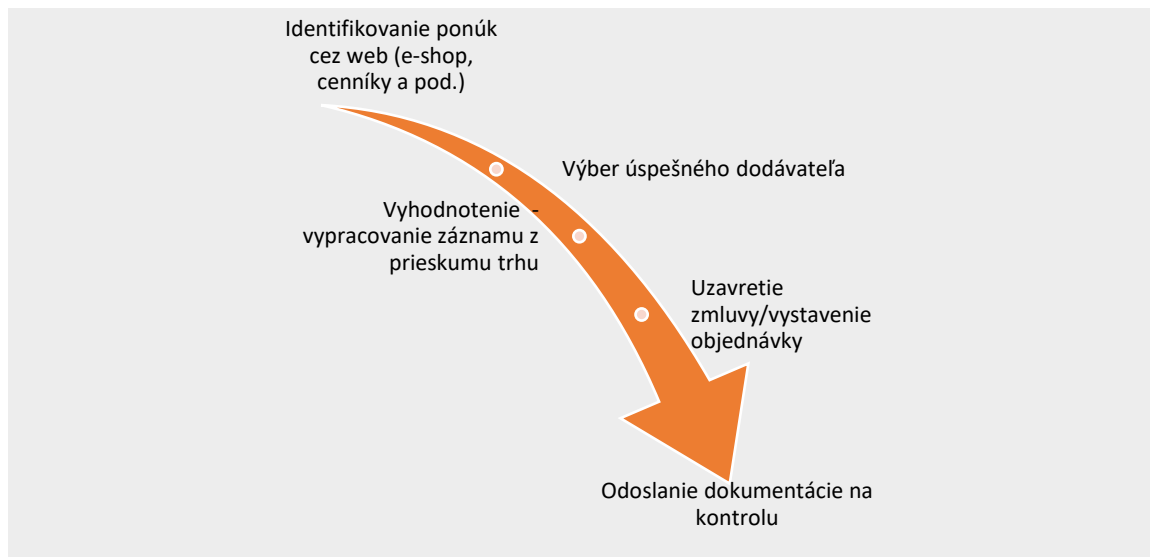 Identifikovanie ponúk
cez web (e-shop,
cenníky a pod.)
Výber úspešného dodávateľa
Vyhodnotenie -
vypracovanie záznamu z
prieskumu trhu
Uzavretie
zmluvy/vystavenie
objednávky
Odoslanie dokumentácie na
kontrolu